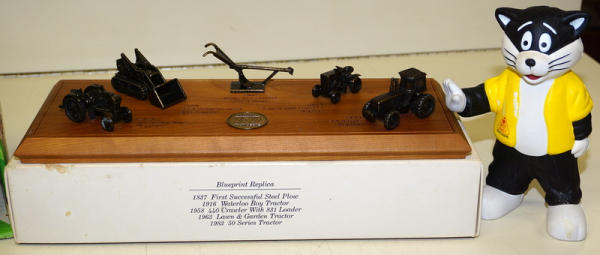 Blueprint Replica
1837 First Successful Steel Plow
1916 Waterloo Boy Tractor
1958 440 Crawler With 831 Loader
1963 Lawn & Garden Tractor
1983 50 Series Tractor